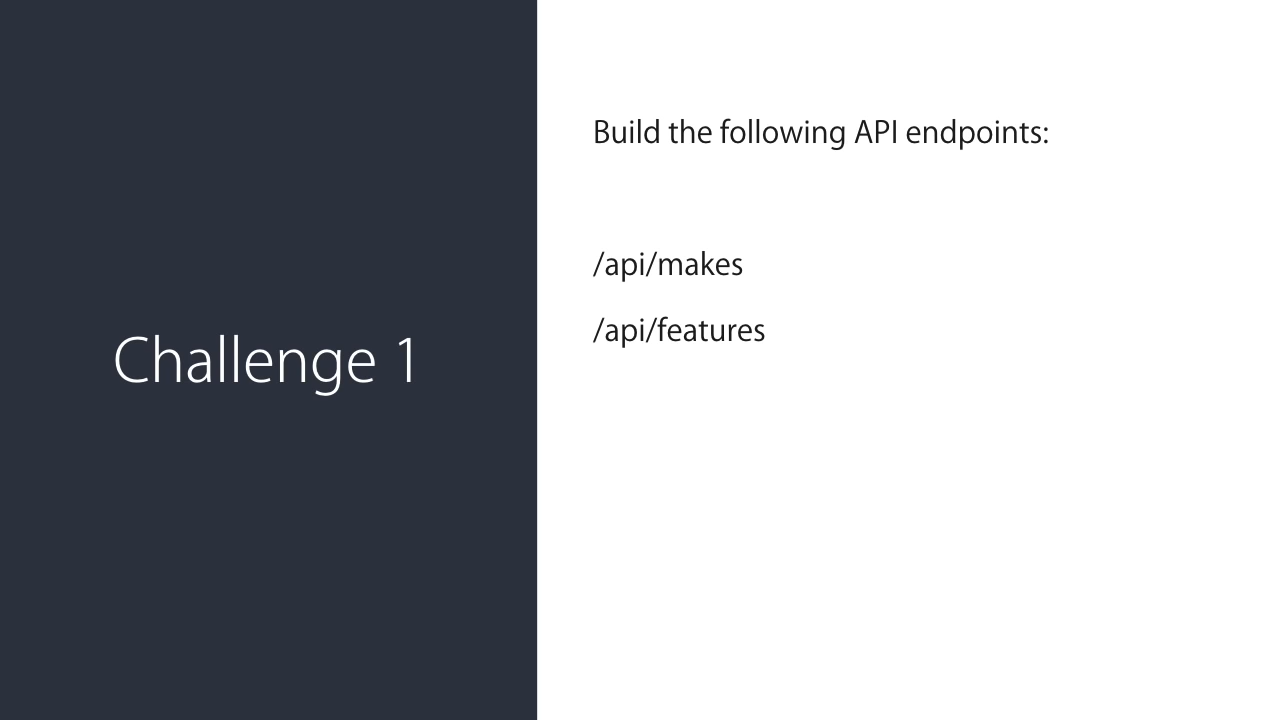 Challenge 1
Build the following API endpoints:
/api/makes
/api/features